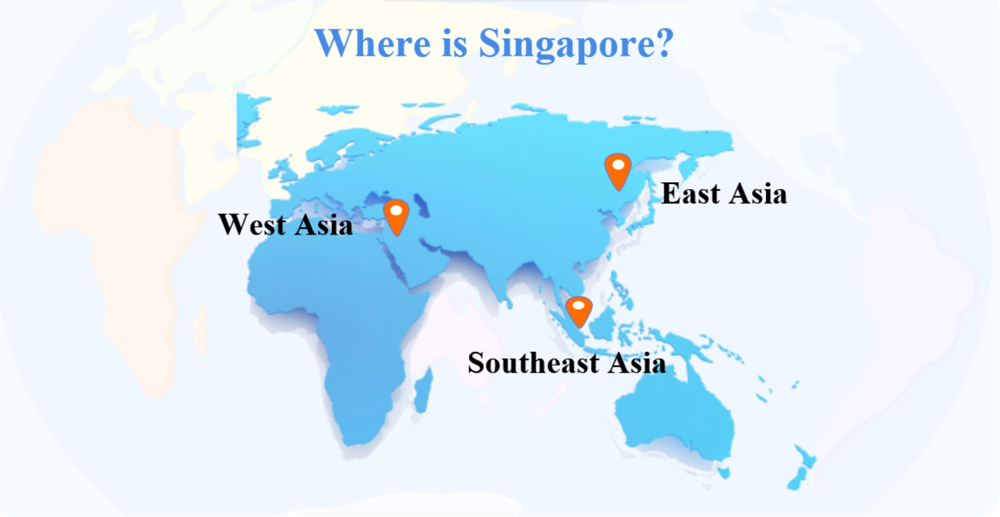 Where is Singapore?
East Asia
West Asia
Southeast Asia